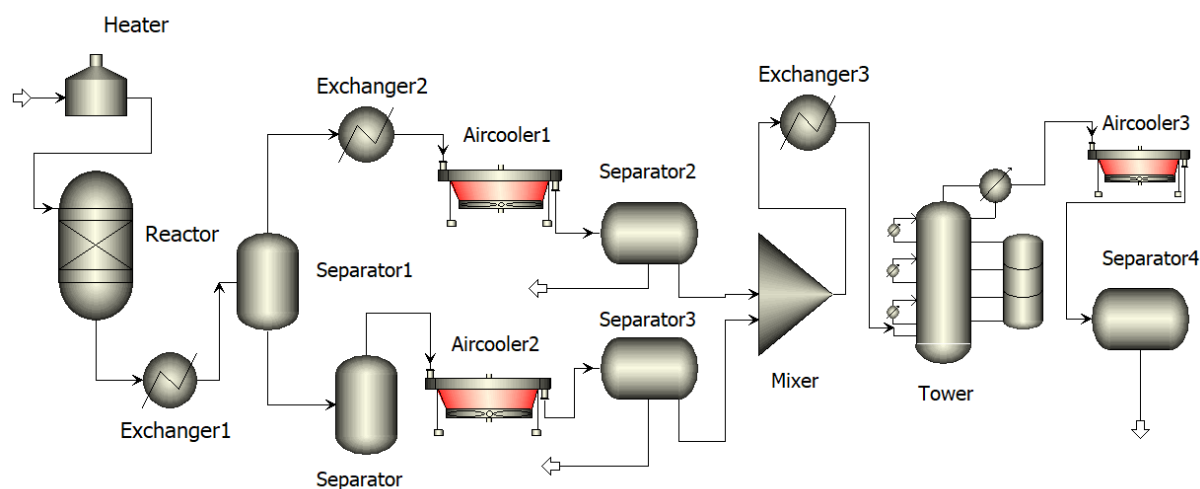 Heater
Exchanger2
Exchanger3
Aircooler1
Aircooler3
Separator2
Reactor
Separator1
Separator4
Separator3
Aircooler2
Mixer
Tower
Exchanger1
Separator